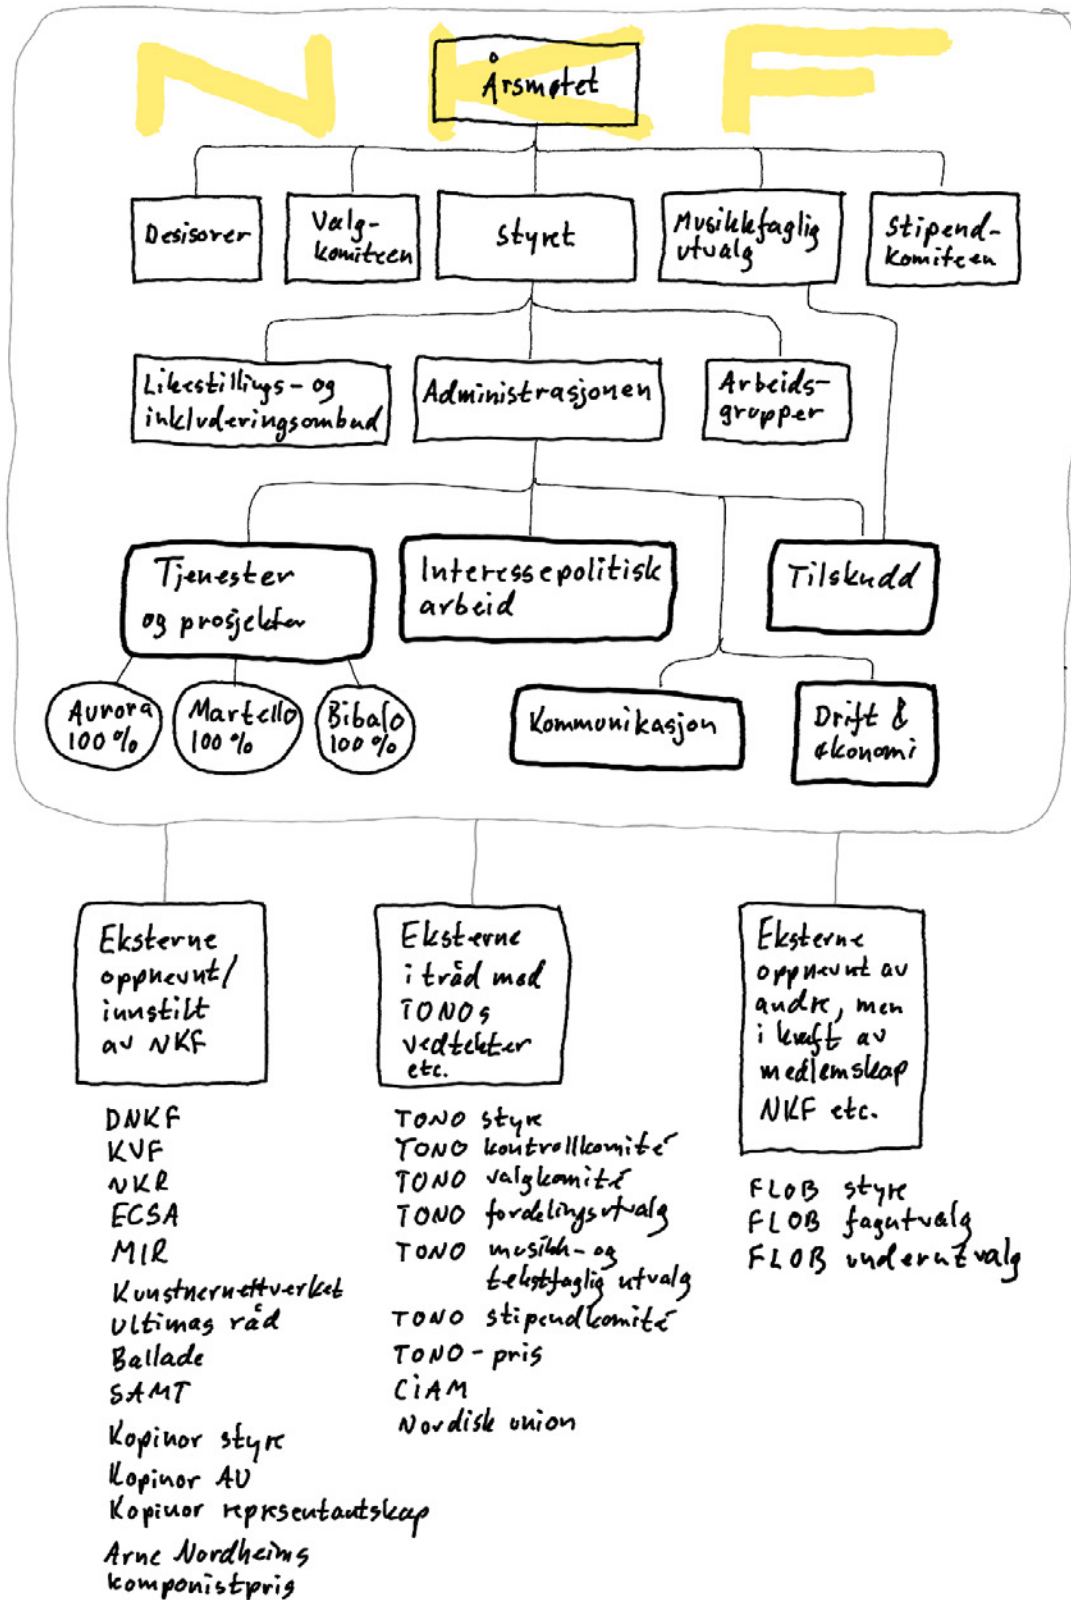 NKF
Årsmøtet
Desisorer
Valg-
komiteen
Styret
Musikkfaglig
utvalg
Stipend-
komiteen
Likestillings- og
inkluderingsombud
Administrasjonen
Arbeids-
grupper
Tjenester
og prosjekter
Interessepolitisk
arbeid
Tilskudd
Aurora
100 %
Martello
100 %
Bibalo
100 %
Kommunikasjon
Drift &
økonomi
Eksterne
oppnevnt/
innstilt
av NKF
DNKF
KVF
NKR
ECSA
MIR
Kunstnernettverket
Ultimas råd
Ballade
SAMT
Kopinor styre
Kopinor AU
Kopinor representantskap
Arne Nordheims
komponistpris
Eksterne
i tråd med
TONOs
vedtekter
etc.
TONO styre
TONO kontrollkomité
TONO valgkomité
TONO fordelingsutvalg
TONO musikk- og
tekstfaglig utvalg
TONO stipendkomité
TONO-pris
CIAM
Nordisk union
Eksterne
oppnevnt av
andre, men
i kraft av
medlemskap
NKF etc.
FLOB styre
FLOB fagutvalg
FLOB underutvalg